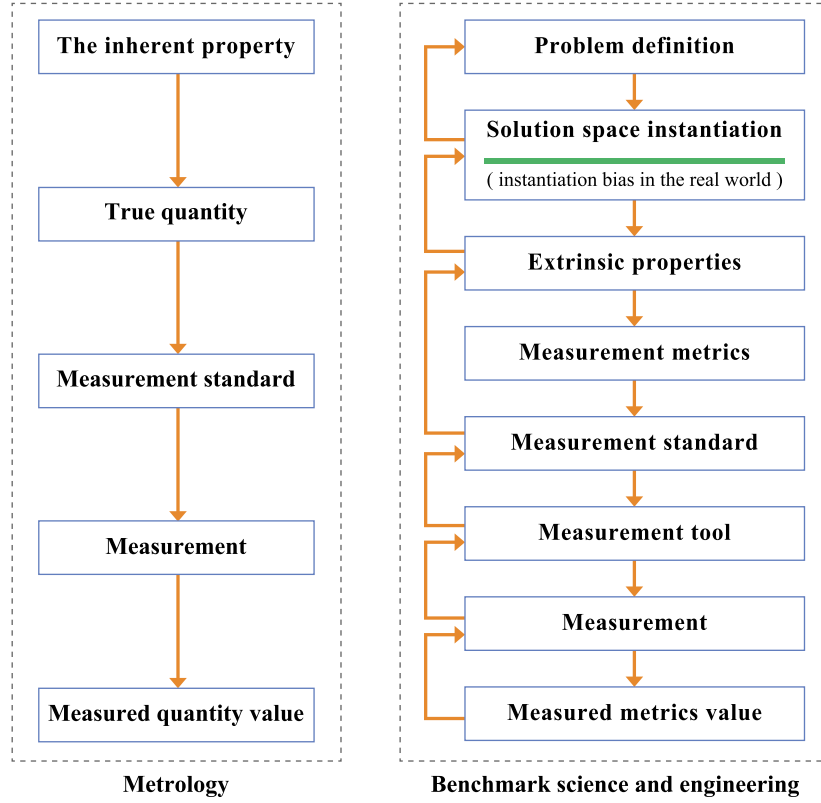 The inherent property
True quantity
Measurement standard
Measurement
Measured quantity value
Metrology
Problem definition
Solution space instantiation
( instantiation bias in the real world )
Extrinsic properties
Measurement metrics
Measurement standard
Measurement tool
Measurement
Measured metrics value
Benchmark science and engineering